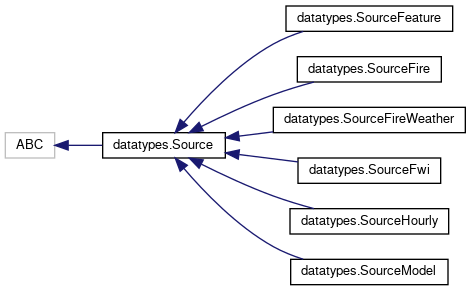 datatypes.SourceFeature
datatypes.SourceFire
datatypes.SourceFireWeather
ABC
datatypes.Source
datatypes.SourceFwi
datatypes.SourceHourly
datatypes.SourceModel